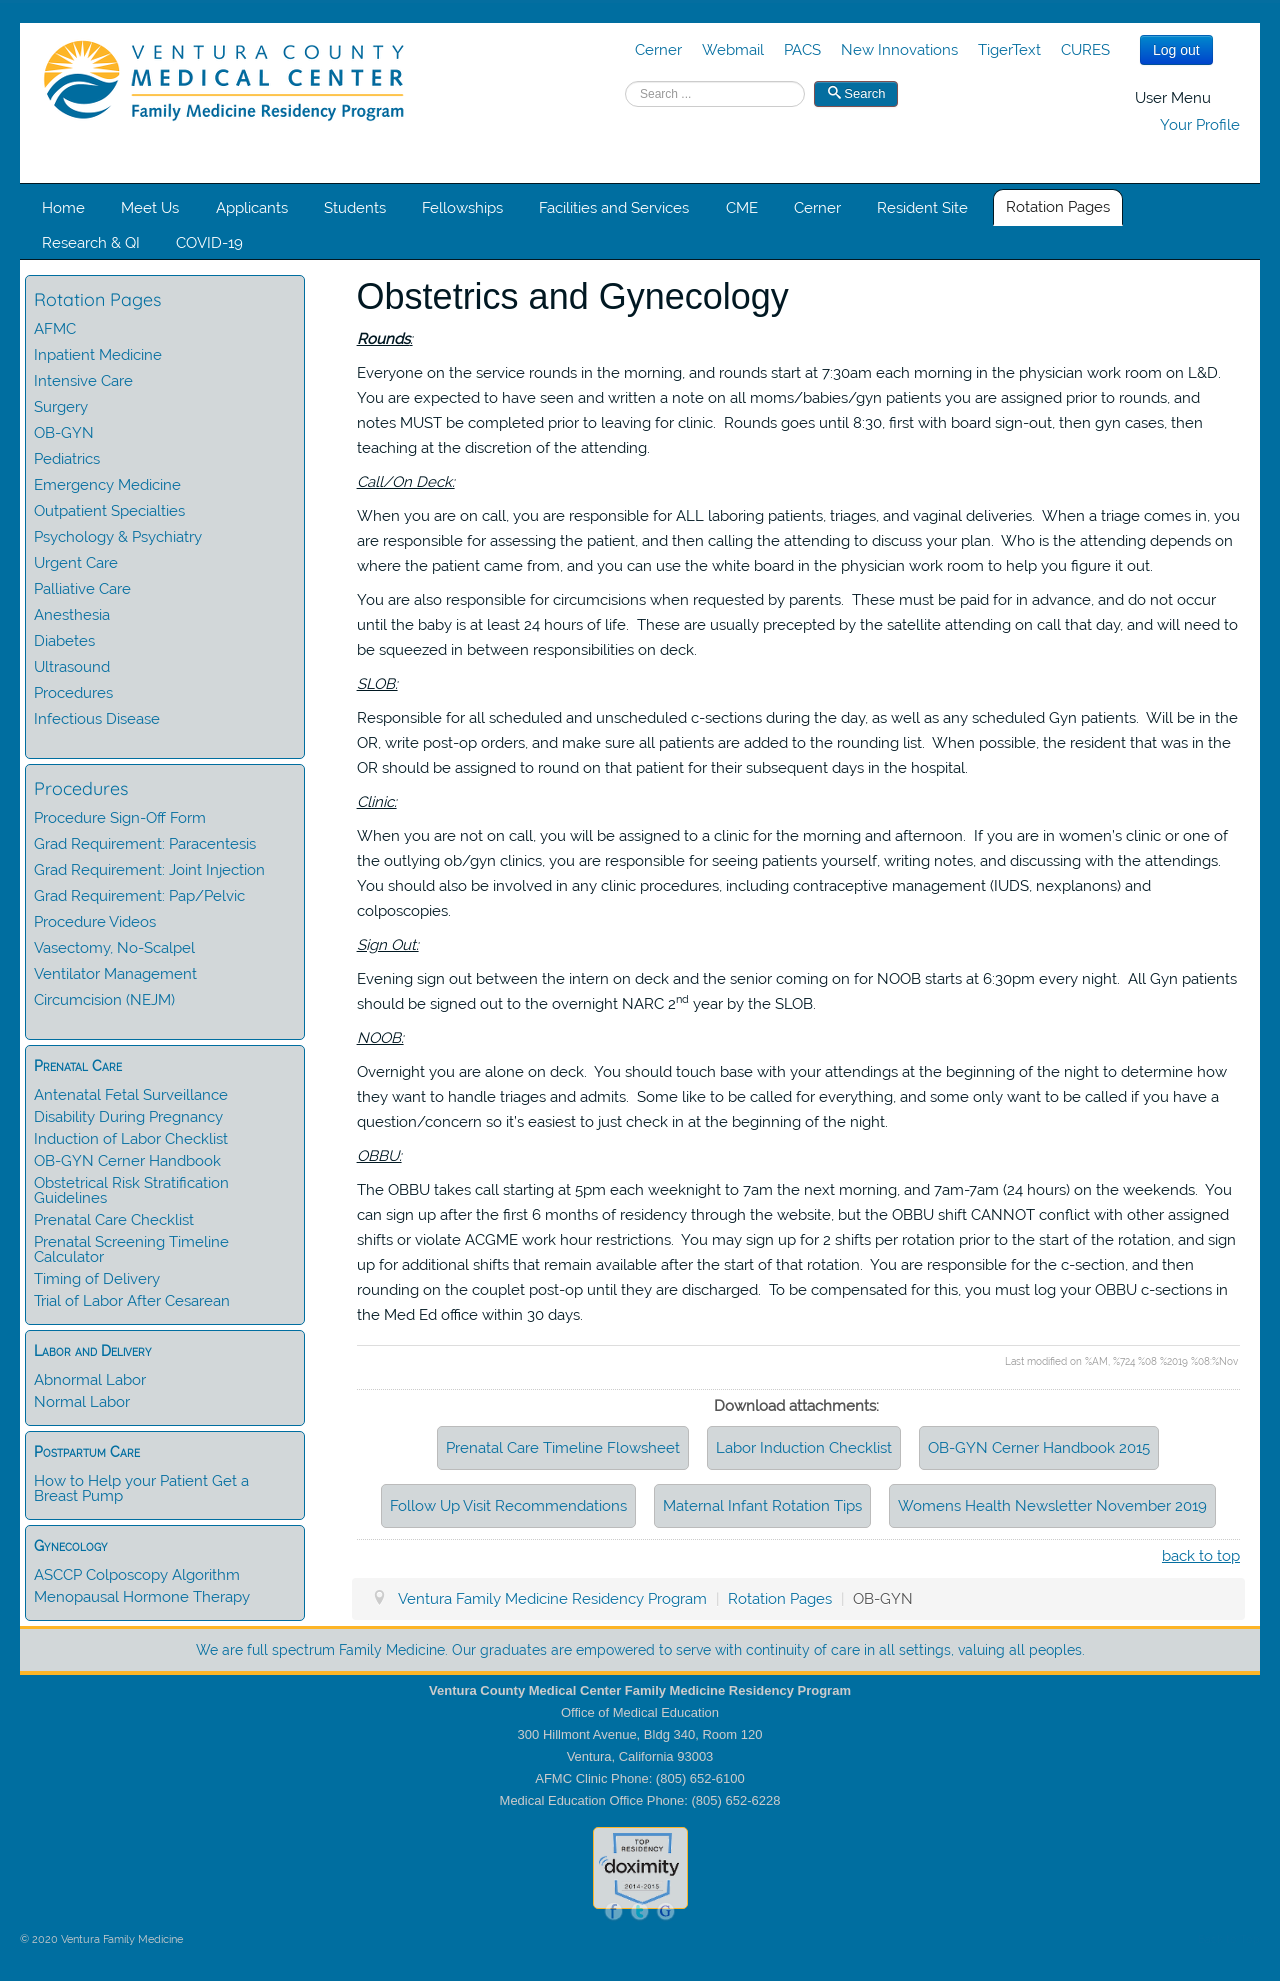 VENTURA COUNTY
MEDICAL CENTER
Family Medicine Residency Program
Cerner Webmail PACS New Innovations TigerText CURES
Log out
Search ...
Search
User Menu
Your Profile
Home Meet Us Applicants Students Fellowships Facilities and Services CME Cerner Resident Site Rotation Pages
Research & QI COVID-19
Rotation Pages
AFMC
Inpatient Medicine
Intensive Care
Surgery
OB-GYN
Pediatrics
Emergency Medicine
Outpatient Specialties
Psychology & Psychiatry
Urgent Care
Palliative Care
Anesthesia
Diabetes
Ultrasound
Procedures
Infectious Disease
Procedures
Procedure Sign-Off Form
Grad Requirement: Paracentesis
Grad Requirement: Joint Injection
Grad Requirement: Pap/Pelvic
Procedure Videos
Vasectomy, No-Scalpel
Ventilator Management
Circumcision (NEJM)
Prenatal Care
Antenatal Fetal Surveillance
Disability During Pregnancy
Induction of Labor Checklist
OB-GYN Cerner Handbook
Obstetrical Risk Stratification
Guidelines
Prenatal Care Checklist
Prenatal Screening Timeline
Calculator
Timing of Delivery
Trial of Labor After Cesarean
Labor and Delivery
Abnormal Labor
Normal Labor
Postpartum Care
How to Help your Patient Get a
Breast Pump
Gynecology
ASCCP Colposcopy Algorithm
Menopausal Hormone Therapy
Obstetrics and Gynecology
Rounds:
Everyone on the service rounds in the morning, and rounds start at 7:30am each morning in the physician work room on L&D.
You are expected to have seen and written a note on all moms/babies/gyn patients you are assigned prior to rounds, and
notes MUST be completed prior to leaving for clinic.  Rounds goes until 8:30, first with board sign-out, then gyn cases, then
teaching at the discretion of the attending.
Call/On Deck:
When you are on call, you are responsible for ALL laboring patients, triages, and vaginal deliveries.  When a triage comes in, you
are responsible for assessing the patient, and then calling the attending to discuss your plan.  Who is the attending depends on
where the patient came from, and you can use the white board in the physician work room to help you figure it out.
You are also responsible for circumcisions when requested by parents.  These must be paid for in advance, and do not occur
until the baby is at least 24 hours of life.  These are usually precepted by the satellite attending on call that day, and will need to
be squeezed in between responsibilities on deck.
SLOB:
Responsible for all scheduled and unscheduled c-sections during the day, as well as any scheduled Gyn patients.  Will be in the
OR, write post-op orders, and make sure all patients are added to the rounding list.  When possible, the resident that was in the
OR should be assigned to round on that patient for their subsequent days in the hospital.
Clinic:
When you are not on call, you will be assigned to a clinic for the morning and afternoon.  If you are in women's clinic or one of
the outlying ob/gyn clinics, you are responsible for seeing patients yourself, writing notes, and discussing with the attendings.
You should also be involved in any clinic procedures, including contraceptive management (IUDS, nexplanons) and
colposcopies.
Sign Out:
Evening sign out between the intern on deck and the senior coming on for NOOB starts at 6:30pm every night.  All Gyn patients
should be signed out to the overnight NARC 2nd year by the SLOB.
NOOB:
Overnight you are alone on deck.  You should touch base with your attendings at the beginning of the night to determine how
they want to handle triages and admits.  Some like to be called for everything, and some only want to be called if you have a
question/concern so it's easiest to just check in at the beginning of the night.
OBBU:
The OBBU takes call starting at 5pm each weeknight to 7am the next morning, and 7am-7am (24 hours) on the weekends.  You
can sign up after the first 6 months of residency through the website, but the OBBU shift CANNOT conflict with other assigned
shifts or violate ACGME work hour restrictions.  You may sign up for 2 shifts per rotation prior to the start of the rotation, and sign
up for additional shifts that remain available after the start of that rotation.  You are responsible for the c-section, and then
rounding on the couplet post-op until they are discharged.  To be compensated for this, you must log your OBBU c-sections in
the Med Ed office within 30 days.
Last modified on %AM, %724 %08 %2019 %08:%Nov
Download attachments:
Prenatal Care Timeline Flowsheet Labor Induction Checklist OB-GYN Cerner Handbook 2015
Follow Up Visit Recommendations Maternal Infant Rotation Tips Womens Health Newsletter November 2019
back to top
Ventura Family Medicine Residency Program | Rotation Pages | OB-GYN
We are full spectrum Family Medicine. Our graduates are empowered to serve with continuity of care in all settings, valuing all peoples.
Ventura County Medical Center Family Medicine Residency Program
Office of Medical Education
300 Hillmont Avenue, Bldg 340, Room 120
Ventura, California 93003
AFMC Clinic Phone: (805) 652-6100
Medical Education Office Phone: (805) 652-6228
TOP
RESIDENCY
doximity
2014-2015
f t G
© 2020 Ventura Family Medicine